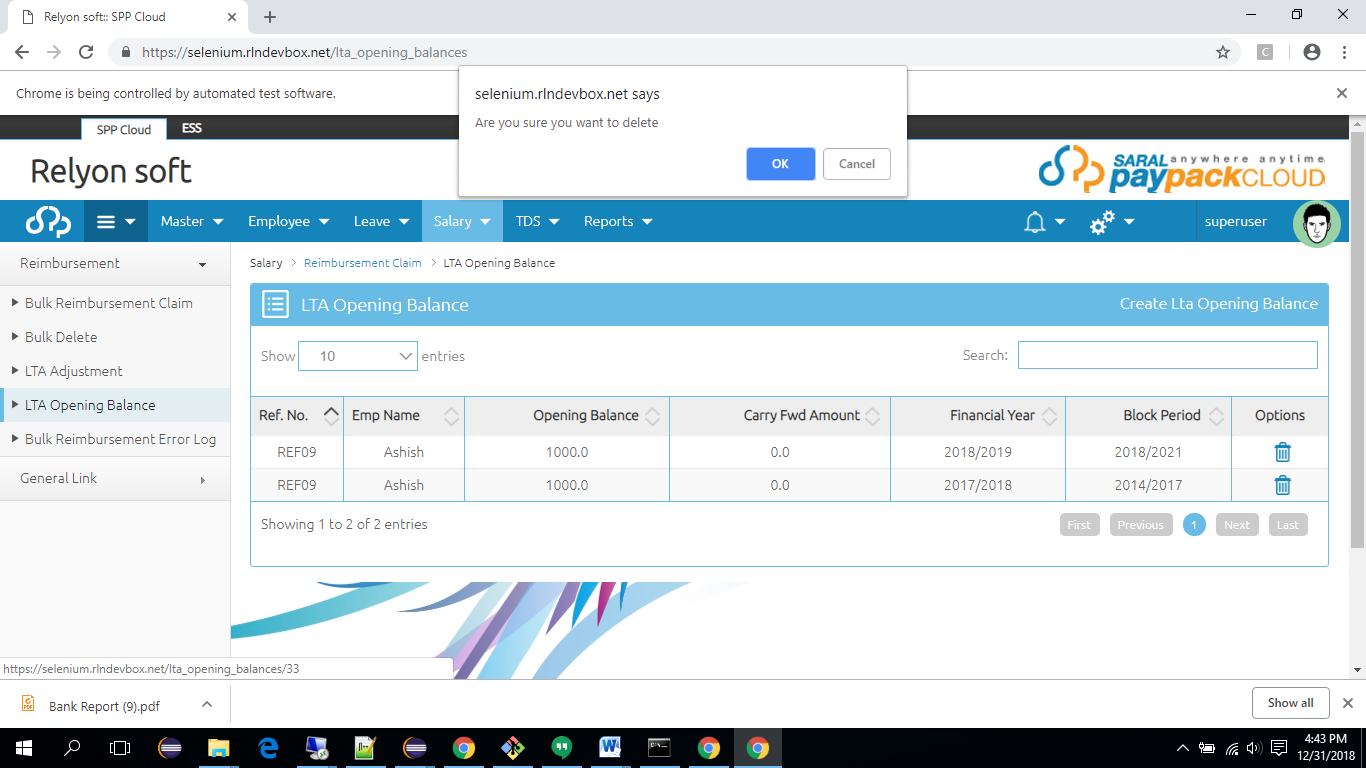 Relyon soft:: SPP Cloud
https://selenium.rlndevbox.net/lta_opening_balances
C
Chrome is being controlled by automated test software.
selenium.rlndevbox.net says
Are you sure you want to delete
OK Cancel
SPP Cloud ESS
Relyon soft
SARAL anywhere anytime
paypackCLOUD
Master Employee Leave Salary TDS Reports superuser
Reimbursement
Bulk Reimbursement Claim
Bulk Delete
LTA Adjustment
LTA Opening Balance
Bulk Reimbursement Error Log
General Link
Salary > Reimbursement Claim > LTA Opening Balance
LTA Opening Balance Create Lta Opening Balance
Show 10 entries Search:
Ref. No. Emp Name Opening Balance Carry Fwd Amount Financial Year Block Period Options
REF09 Ashish 1000.0 0.0 2018/2019 2018/2021
REF09 Ashish 1000.0 0.0 2017/2018 2014/2017
Showing 1 to 2 of 2 entries First Previous 1 Next Last
https://selenium.rlndevbox.net/lta_opening_balances/33
Bank Report (9).pdf Show all
4:43 PM
12/31/2018